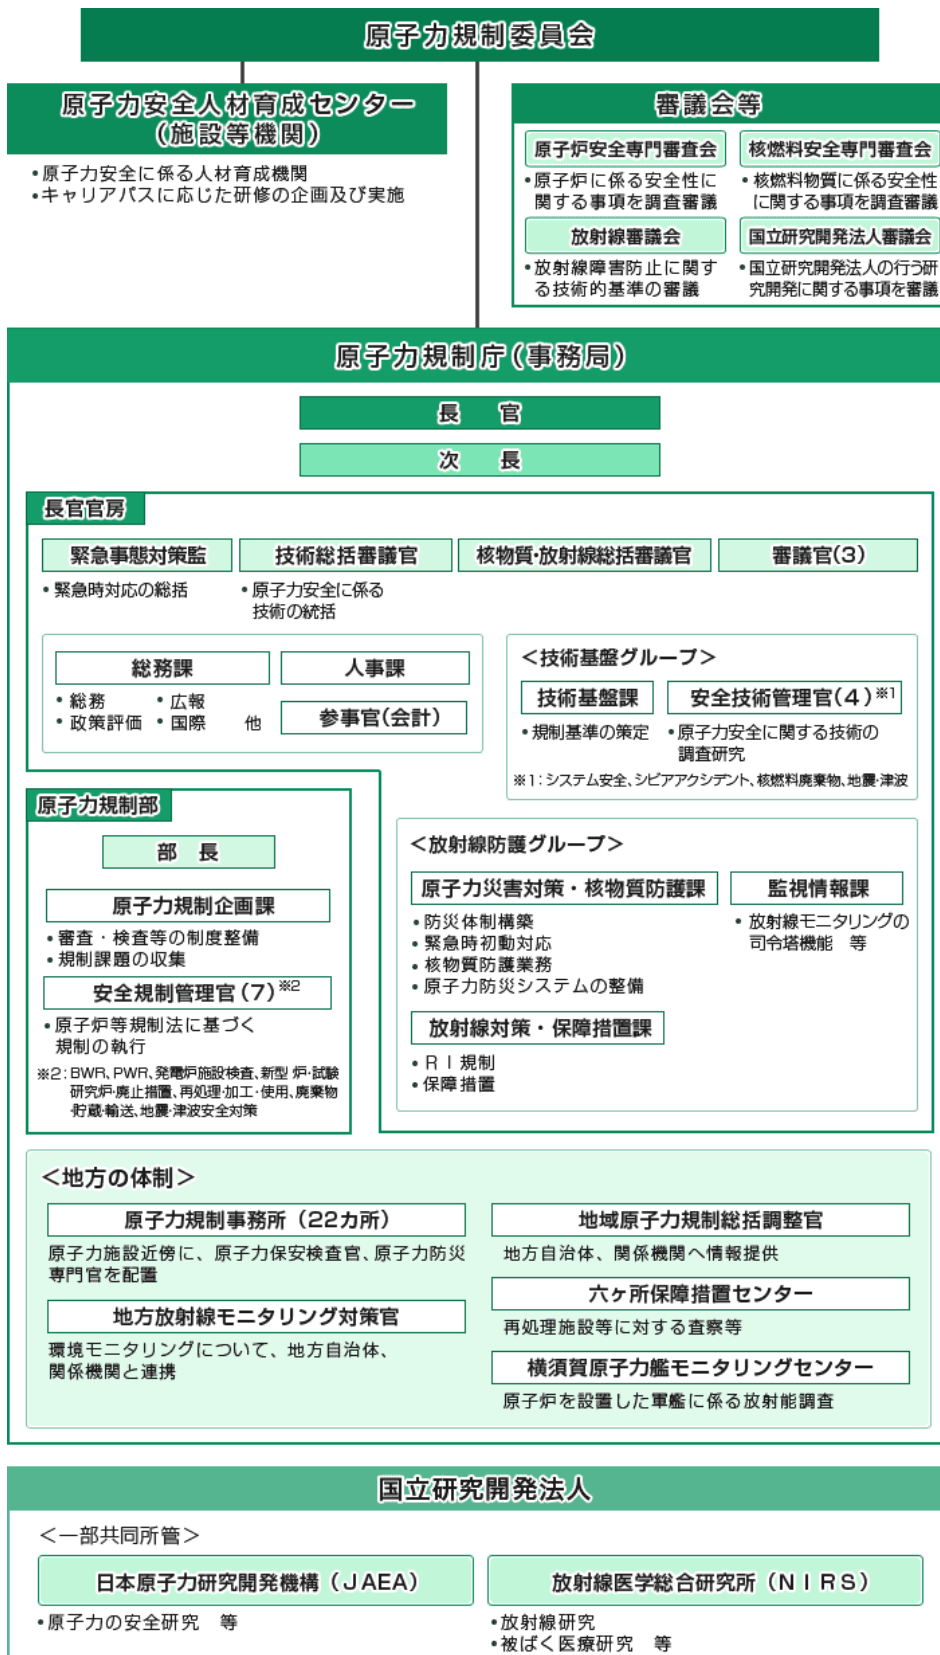 原子力規制委員会
原子力安全人材育成センター
(施設等機関)
・原子力安全に係る人材育成機関
・キャリアパスに応じた研修の企画及び実施
審議会等
原子炉安全専門審査会
・原子炉に係る安全性に
関する事項を調査審議
核燃料安全専門審査会
・核燃料物質に係る安全性
に関する事項を調査審議
放射線審議会
・放射線障害防止に関す
る技術的基準の審議
国立研究開発法人審議会
・国立研究開発法人の行う研
究開発に関する事項を審議
原子力規制庁(事務局)
長 官
次 長
長官官房
緊急事態対策監
・緊急時対応の総括
技術総括審議官
・原子力安全に係る
技術の統括
核物質・放射線総括審議官
審議官(3)
総務課
・総務 ・広報
・政策評価 ・国際 他
人事課
参事官(会計)
<技術基盤グループ>
技術基盤課
・規制基準の策定
安全技術管理官(4)※1
・原子力安全に関する技術の
調査研究
※1:システム安全、シビアアクシデント、核燃料廃棄物、地震・津波
原子力規制部
部 長
原子力規制企画課
・審査・検査等の制度整備
・規制課題の収集
安全規制管理官(7)※2
・原子炉等規制法に基づく
規制の執行
※2:BWR、PWR、発電炉施設検査、新型炉・試験
研究炉・廃止措置、再処理・加工・使用、廃棄物
・貯蔵・輸送、地震・津波安全対策
<放射線防護グループ>
原子力災害対策・核物質防護課
・防災体制構築
・緊急時初動対応
・核物質防護業務
・原子力防災システムの整備
監視情報課
・放射線モニタリングの
司令塔機能 等
放射線対策・保障措置課
・RI規制
・保障措置
<地方の体制>
原子力規制事務所(22カ所)
原子力施設近傍に、原子力保安検査官、原子力防災
専門官を配置
地方放射線モニタリング対策官
環境モニタリングについて、地方自治体、
関係機関と連携
地域原子力規制総括調整官
地方自治体、関係機関へ情報提供
六ヶ所保障措置センター
再処理施設等に対する査察等
横須賀原子力艦モニタリングセンター
原子炉を設置した軍艦に係る放射能調査
国立研究開発法人
<一部共同所管>
日本原子力研究開発機構(JAEA)
・原子力の安全研究 等
放射線医学総合研究所(NIRS)
・放射線研究
・被ばく医療研究 等